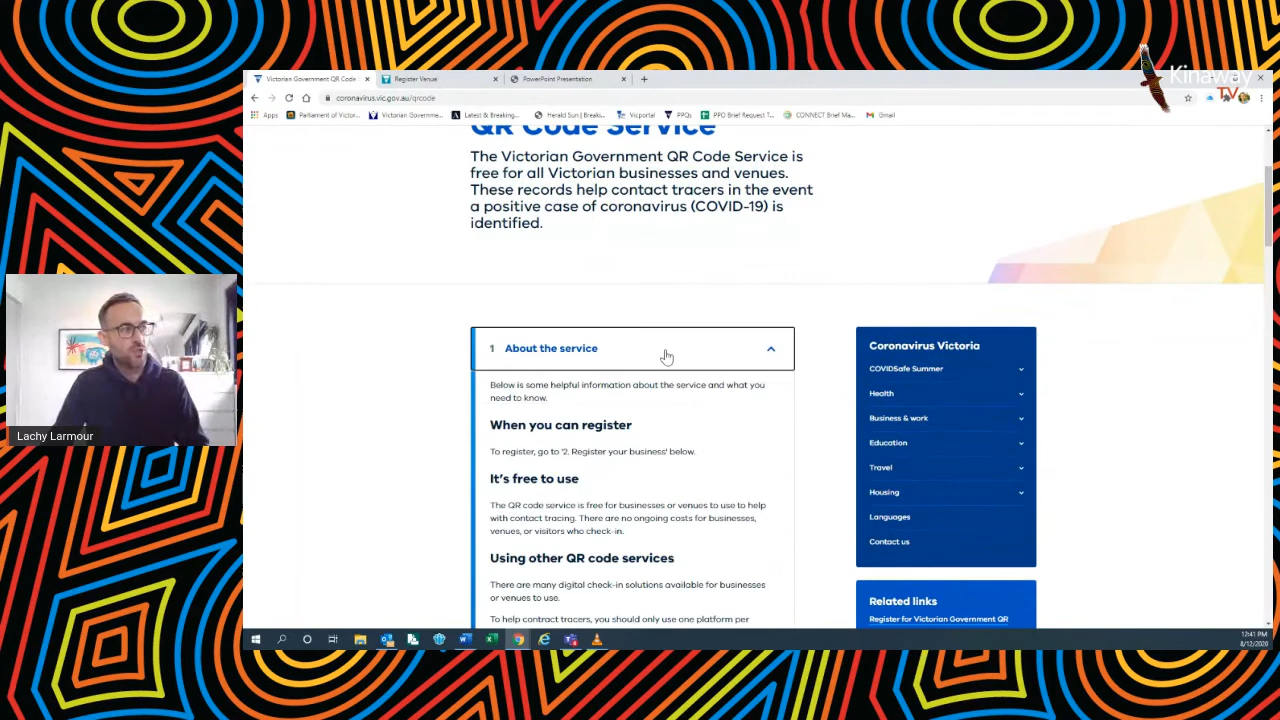 Kinaway
TV
Victorian Government QR Code
Register Venue
PowerPoint Presentation
coronavirus.vic.gov.au/qrcode
Apps
Parliament of Victor...
Victorian Governme...
Latest & Breaking...
Herald Sun | Breaki...
Vicportal
PPQs
PPO Brief Request T...
CONNECT Brief Ma...
Gmail
QR Code Service
The Victorian Government QR Code Service is
free for all Victorian businesses and venues.
These records help contact tracers in the event
a positive case of coronavirus (COVID-19) is
identified.
1 About the service
Below is some helpful information about the service and what you
need to know.
When you can register
To register, go to '2. Register your business' below.
It's free to use
The QR code service is free for businesses or venues to use to help
with contact tracing. There are no ongoing costs for businesses,
venues, or visitors who check-in.
Using other QR code services
There are many digital check-in solutions available for businesses
or venues to use.
To help contract tracers, you should only use one platform per
Coronavirus Victoria
COVIDSafe Summer
Health
Business & work
Education
Travel
Housing
Languages
Contact us
Related links
Register for Victorian Government QR
Lachy Larmour
12:41 PM
8/12/2020